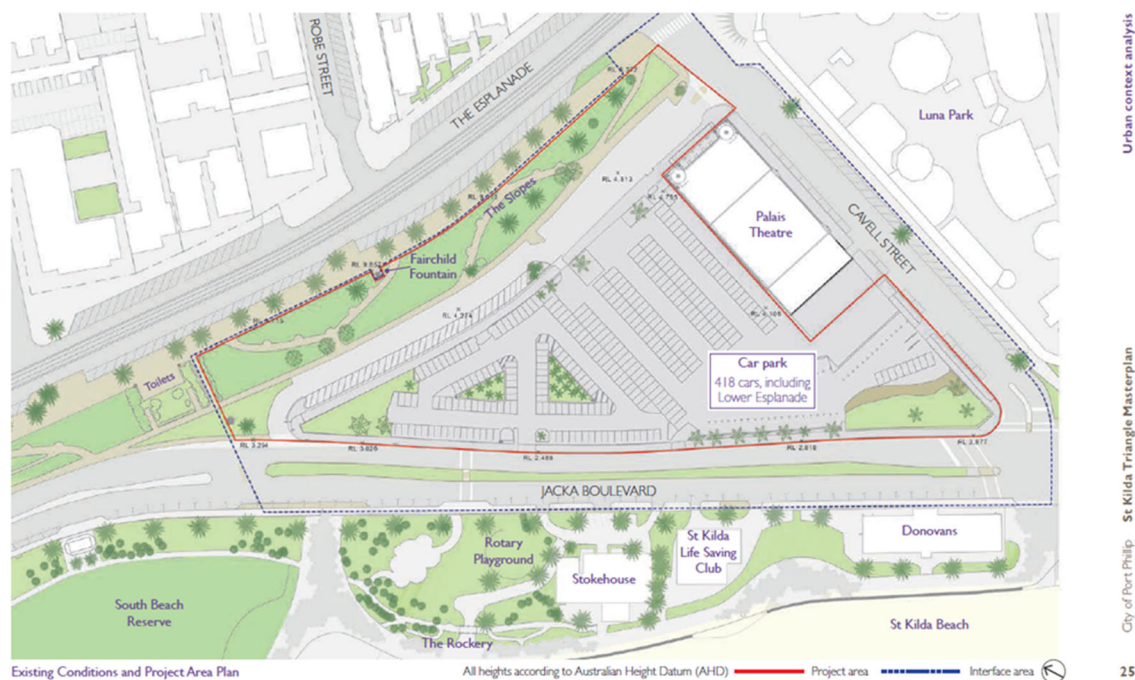 ROBE STREET
THE ESPLANADE
Luna Park
The Slopes
Palais
Theatre
CAVELL STREET
Fairchild
Fountain
RL 4.813
RL 4.274
Car park
418 cars, including
Lower Esplanade
Toilets
RL 3.294
RL 3.026
RL 2.486
RL 2.818
RL 2.877
JACKA BOULEVARD
Rotary
Playground
St Kilda
Life Saving
Club
Donovans
Stokehouse
South Beach
Reserve
The Rockery
St Kilda Beach
Existing Conditions and Project Area Plan
All heights according to Australian Height Datum (AHD)
Project area
Interface area
Urban context analysis
St Kilda Triangle Masterplan
City of Port Phillip
25